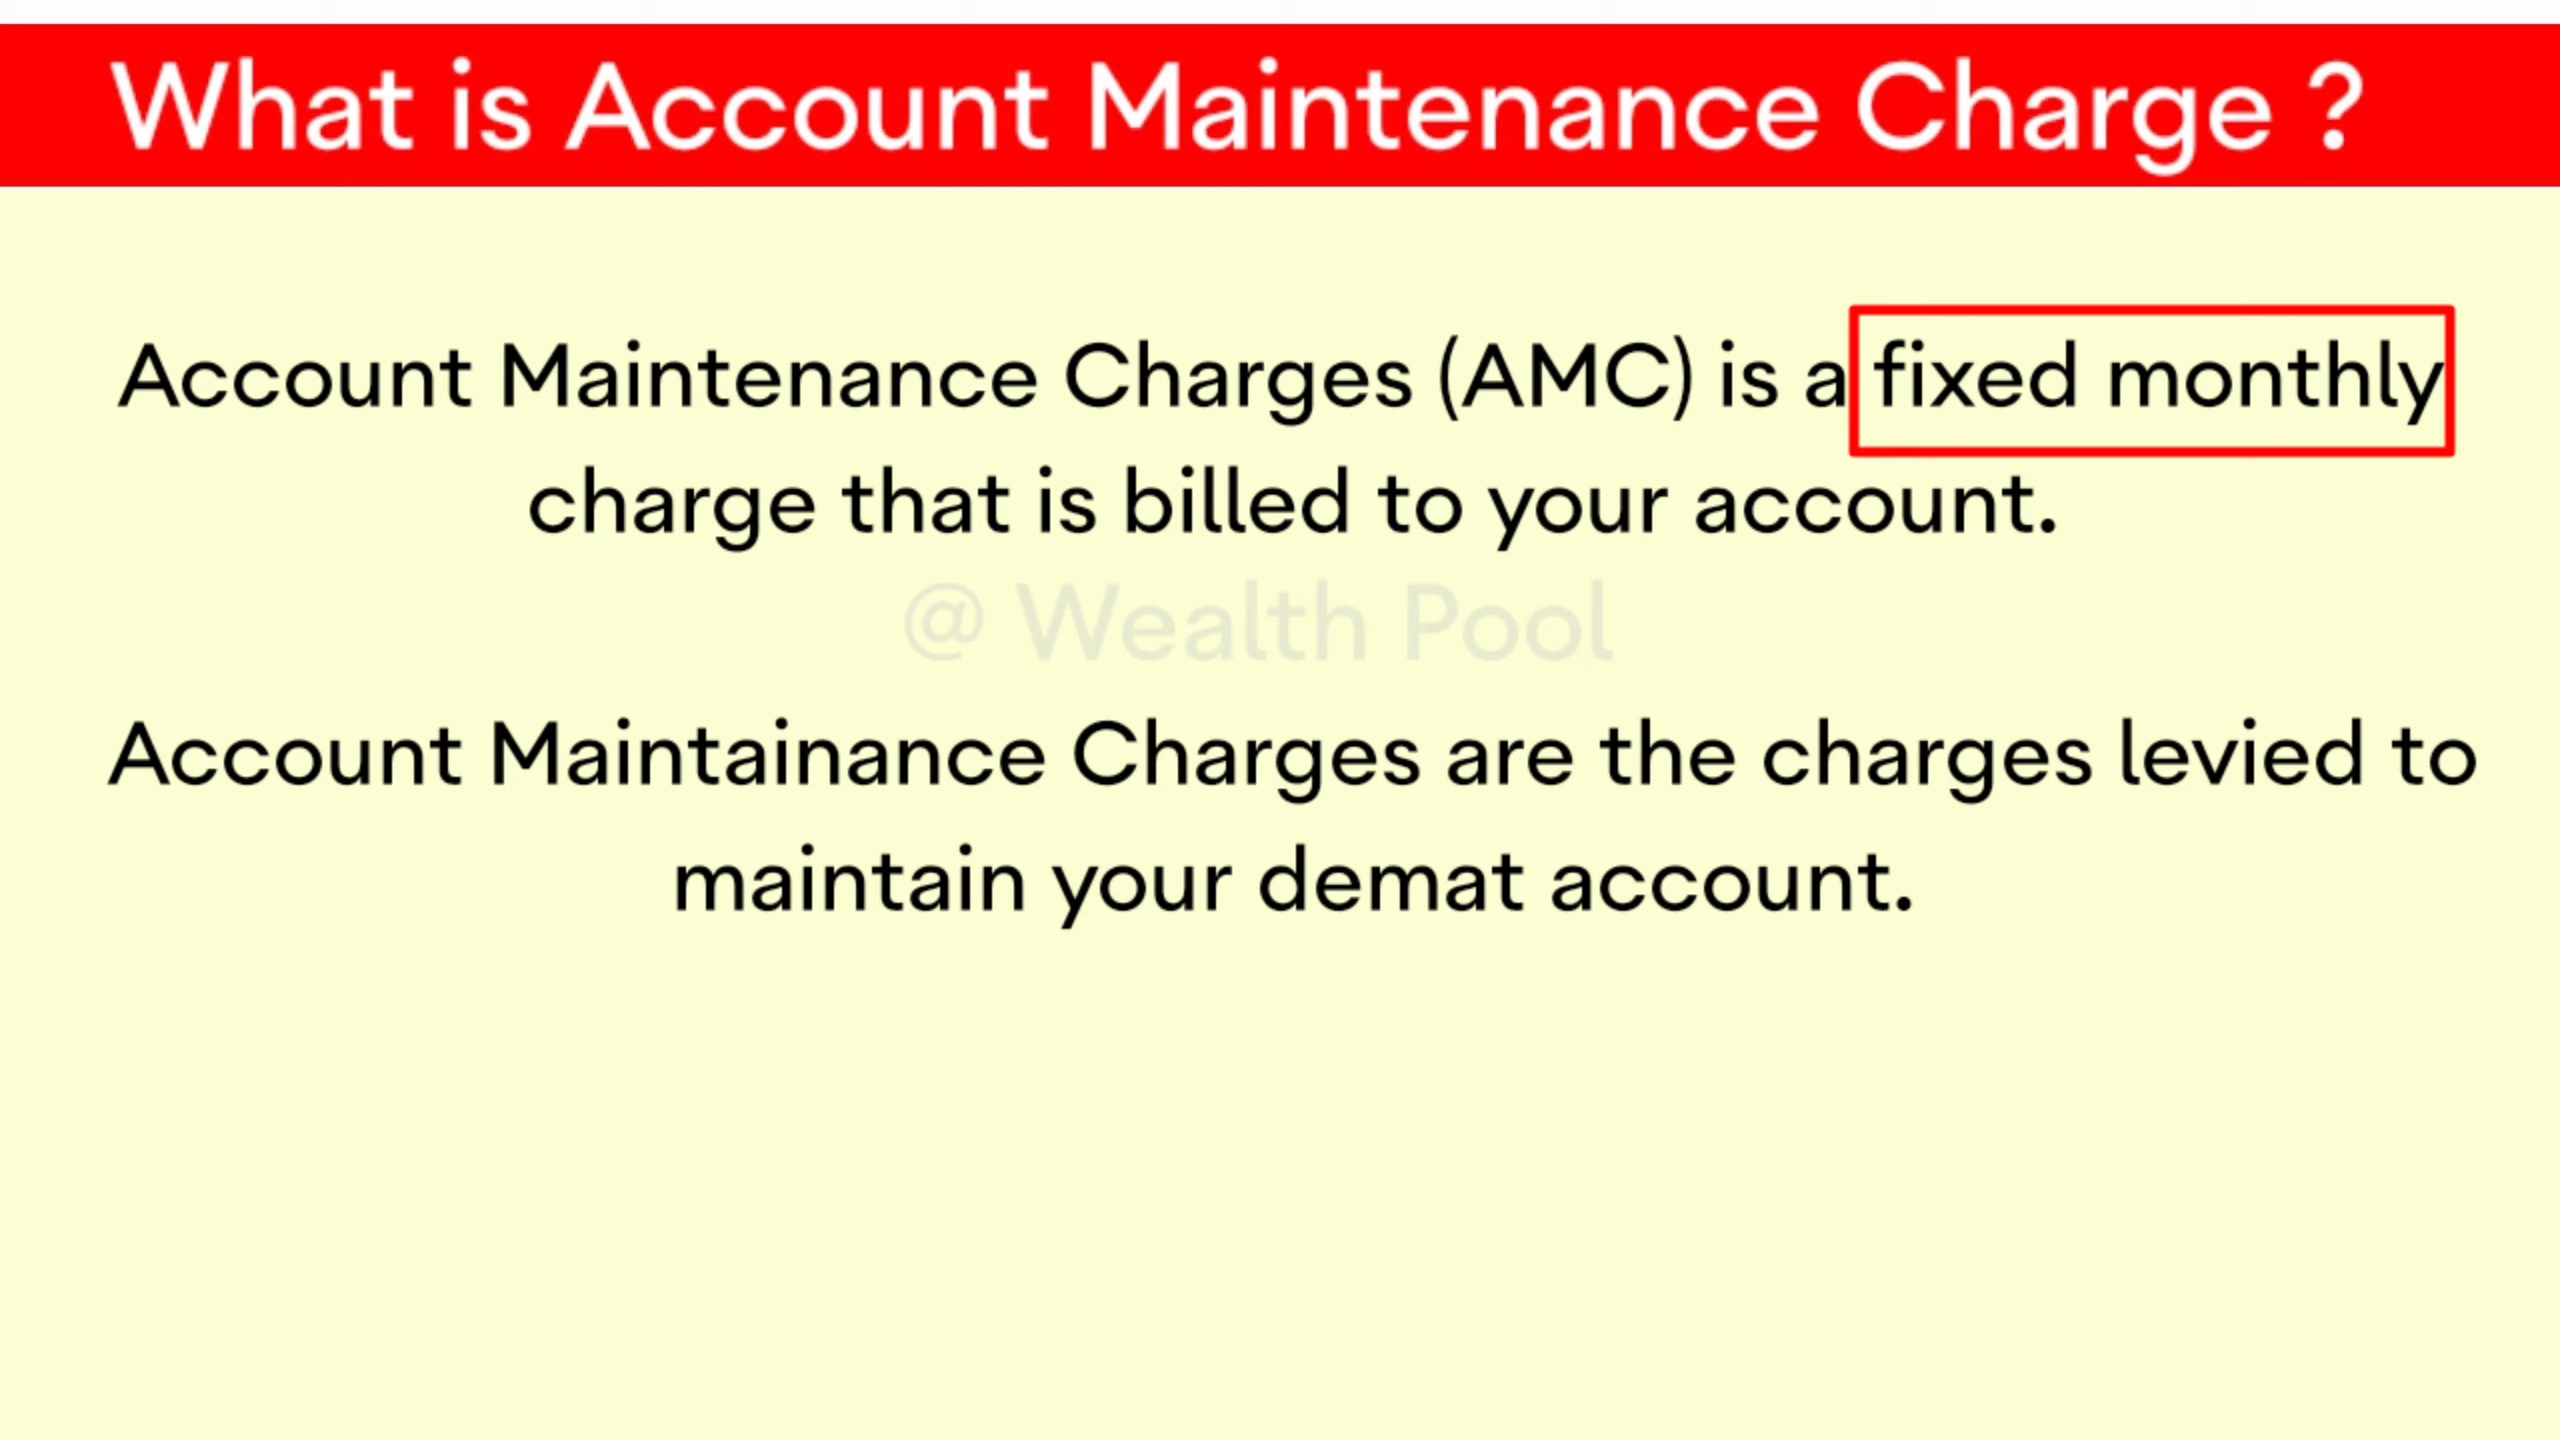 What is Account Maintenance Charge ?
Account Maintenance Charges (AMC) is a fixed monthly
charge that is billed to your account.
@ Wealth Pool
Account Maintainance Charges are the charges levied to
maintain your demat account.